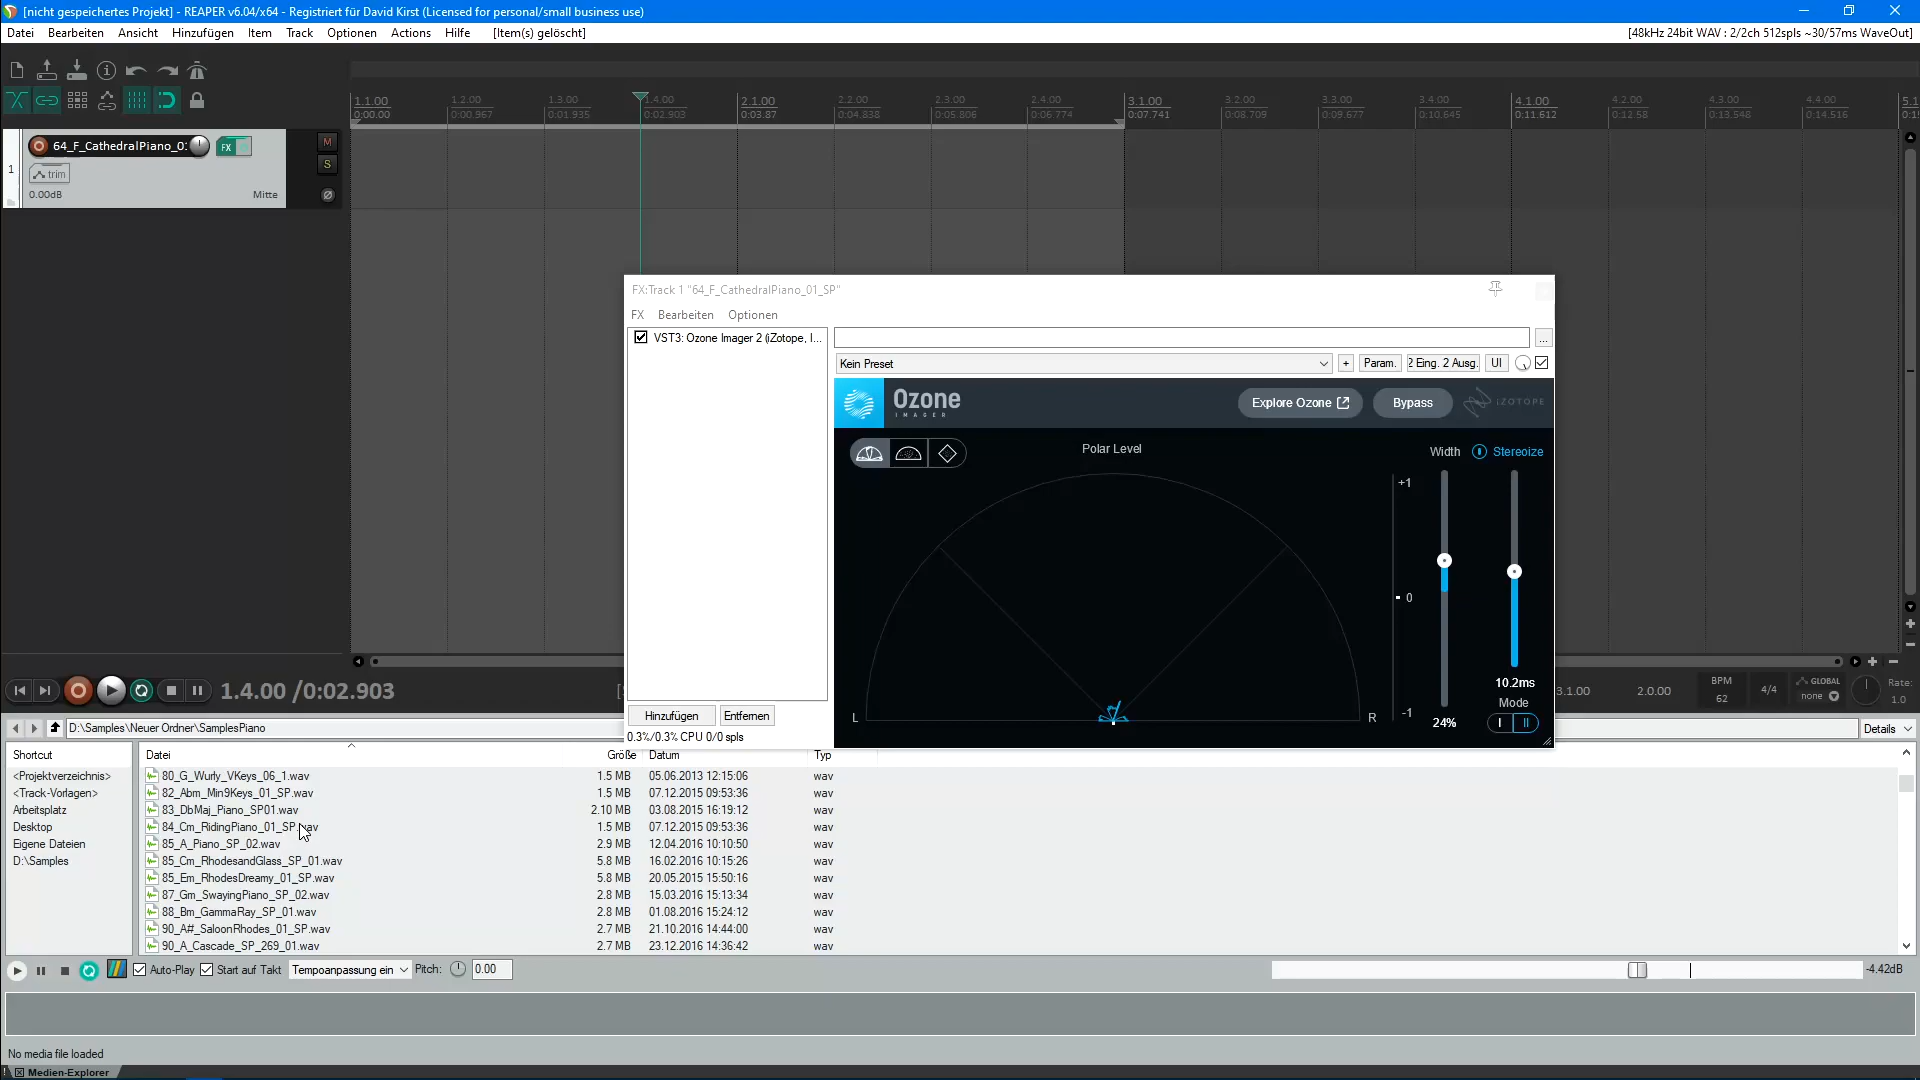 [nicht gespeichertes Projekt] - REAPER v6.04/x64 - Registriert für David Kirst (Licensed for personal/small business use)
Datei Bearbeiten Ansicht Hinzufügen Item Track Optionen Actions Hilfe [Item(s) gelöscht]
[48kHz 24bit WAV : 2/2ch 512spls ~30/57ms WaveOut]
1.1.00 1.2.00 1.3.00 1.4.00 2.1.00 2.2.00 2.3.00 2.4.00 3.1.00 3.2.00 3.3.00 3.4.00 4.1.00 4.2.00 4.3.00 4.4.00
0:00.00 0:00.967 0:01.935 0:02.903 0:03.87 0:04.838 0:05.806 0:06.774 0:07.741 0:08.709 0:09.677 0:10.645 0:11.612 0:12.58 0:13.548 0:14.516
64_F_CathedralPiano_0 FX M
1 trim S
0.00dB Mitte
FX:Track 1 "64_F_CathedralPiano_01_SP"
FX Bearbeiten Optionen
VST3: Ozone Imager 2 (iZotope, I...
...
Kein Preset + Param. 2 Eing. 2 Ausg. UI
Ozone
IMAGER
Explore Ozone Bypass iZOTOPE
Polar Level
Width Stereoize
+1
0
-1
L R
10.2ms
Mode
24% I II
Hinzufügen Entfernen
0.3%/0.3% CPU 0/0 spls
1.4.00 /0:02.903
3.1.00 2.0.00 BPM 62 4/4 GLOBAL none Rate: 1.0
D:\Samples\Neuer Ordner\SamplesPiano Details
Shortcut
<Projektverzeichnis>
<Track-Vorlagen>
Arbeitsplatz
Desktop
Eigene Dateien
D:\Samples
Datei Größe Datum Typ
80_G_Wurly_VKeys_06_1.wav 1.5 MB 05.06.2013 12:15:06 wav
82_Abm_Min9Keys_01_SP.wav 1.5 MB 07.12.2015 09:53:36 wav
83_DbMaj_Piano_SP01.wav 2.10 MB 03.08.2015 16:19:12 wav
84_Cm_RidingPiano_01_SP.wav 1.5 MB 07.12.2015 09:53:36 wav
85_A_Piano_SP_02.wav 2.9 MB 12.04.2016 10:10:50 wav
85_Cm_RhodesandGlass_SP_01.wav 5.8 MB 16.02.2016 10:15:26 wav
85_Em_RhodesDreamy_01_SP.wav 5.8 MB 20.05.2015 15:50:16 wav
87_Gm_SwayingPiano_SP_02.wav 2.8 MB 15.03.2016 15:13:34 wav
88_Bm_GammaRay_SP_01.wav 2.8 MB 01.08.2016 15:24:12 wav
90_A#_SaloonRhodes_01_SP.wav 2.7 MB 21.10.2016 14:44:00 wav
90_A_Cascade_SP_269_01.wav 2.7 MB 23.12.2016 14:36:42 wav
Auto-Play Start auf Takt Tempoanpassung ein Pitch: 0.00 -4.42dB
No media file loaded
! Medien-Explorer